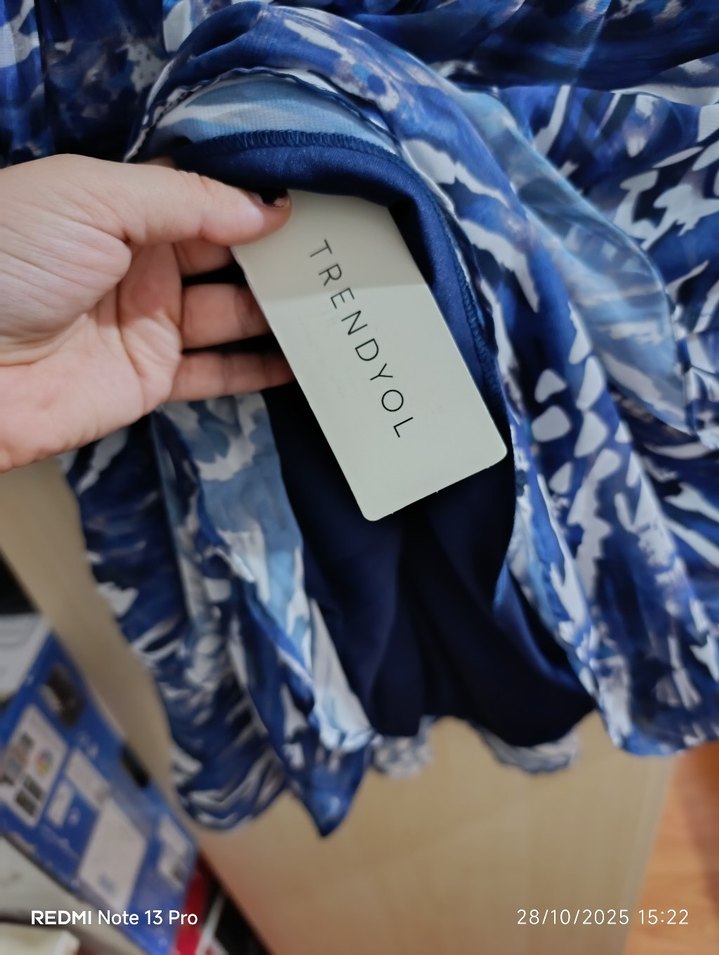 TRENDYOL
REDMI Note 13 Pro
28/10/2025 15:22